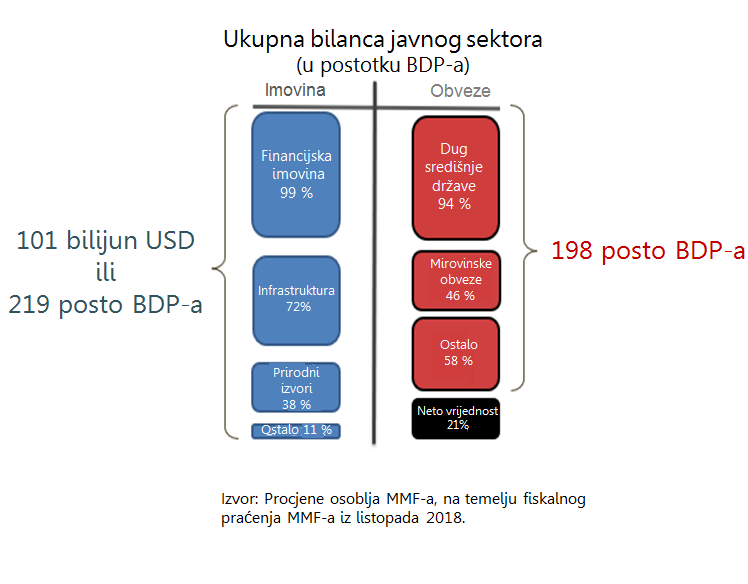 Ukupna bilanca javnog sektora
(u postotku BDP-a)
Imovina
Obveze
Financijska
imovina
99 %
Infrastruktura
72%
Prirodni
izvori
38 %
Ostalo 11 %
101 bilijun USD
ili
219 posto BDP-a
Dug
središnje
države
94 %
Mirovinske
obveze
46 %
Ostalo
58 %
Neto vrijednost
21%
198 posto BDP-a
Izvor: Procjene osoblja MMF-a, na temelju fiskalnog
praćenja MMF-a iz listopada 2018.